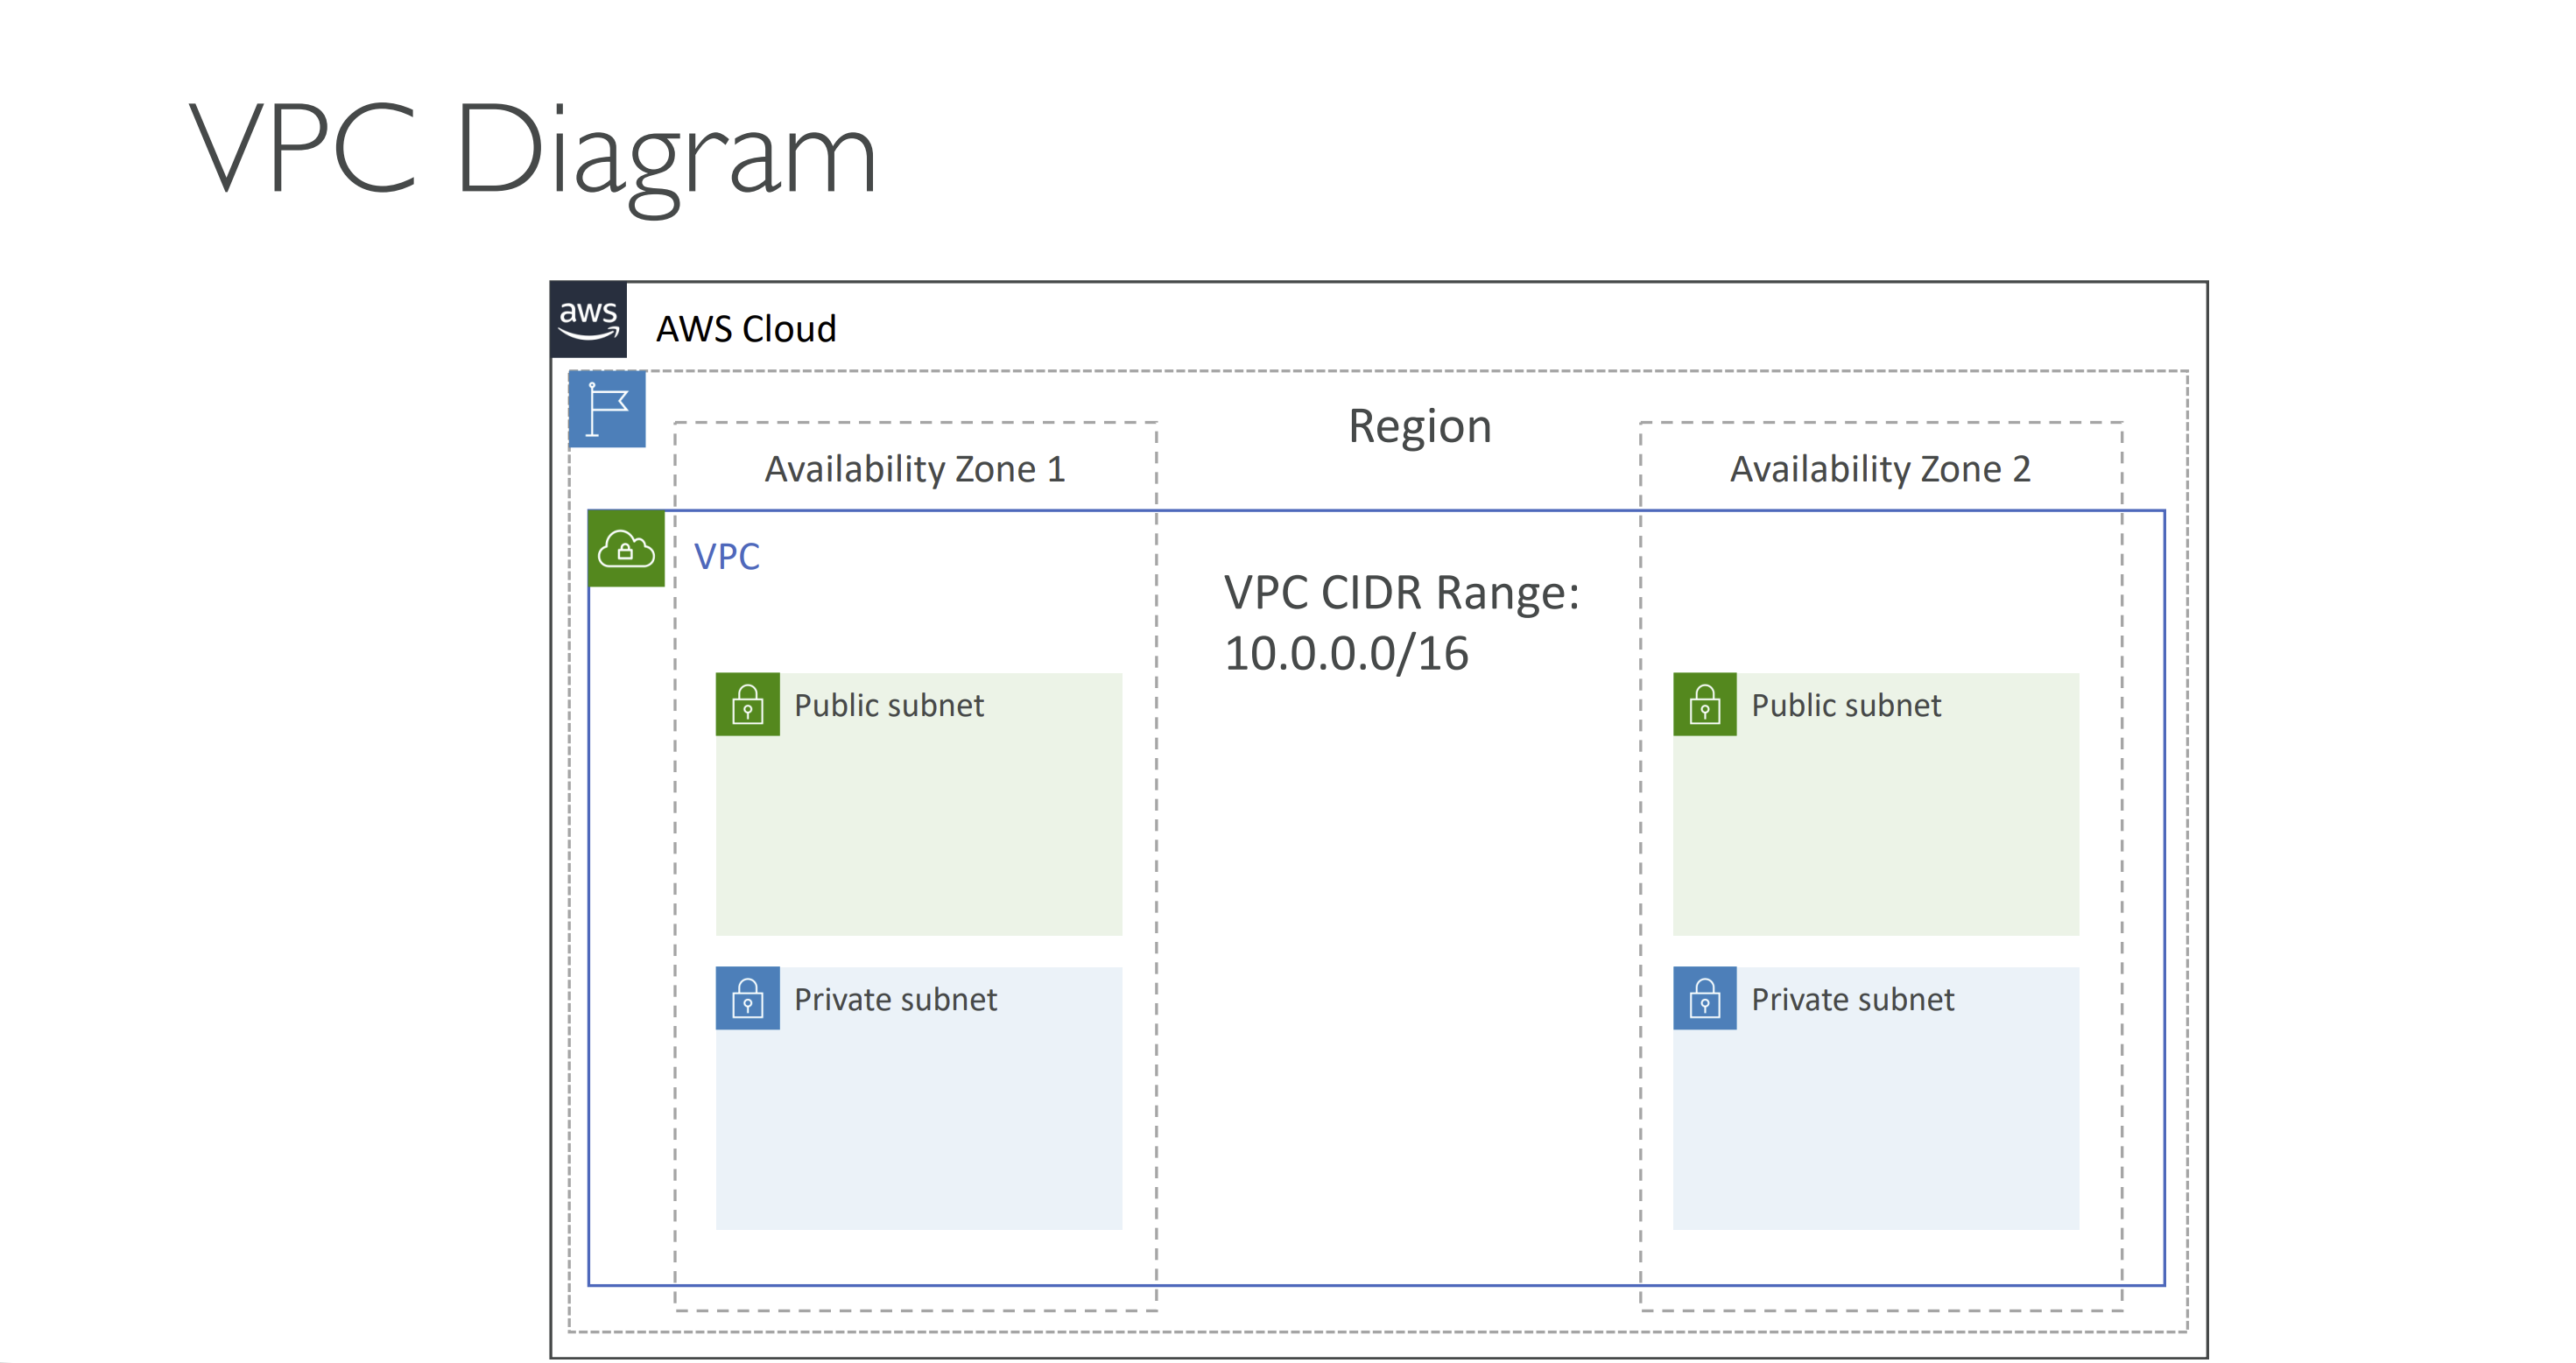 VPC Diagram
aws
AWS Cloud
Region
Availability Zone 1
Availability Zone 2
VPC
VPC CIDR Range:
10.0.0.0/16
Public subnet
Public subnet
Private subnet
Private subnet